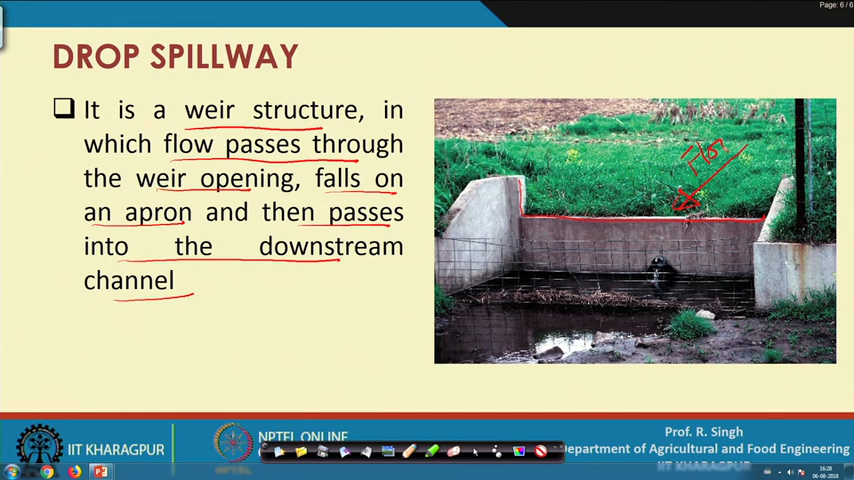 Page: 6 / 6
DROP SPILLWAY
It is a weir structure, in
which flow passes through
the weir opening, falls on
an apron and then passes
into the downstream
channel
Flow
IIT KHARAGPUR
NPTEL ONLINE
Prof. R. Singh
Department of Agricultural and Food Engineering
IIT KHARAGPUR
16:28
06-08-2018